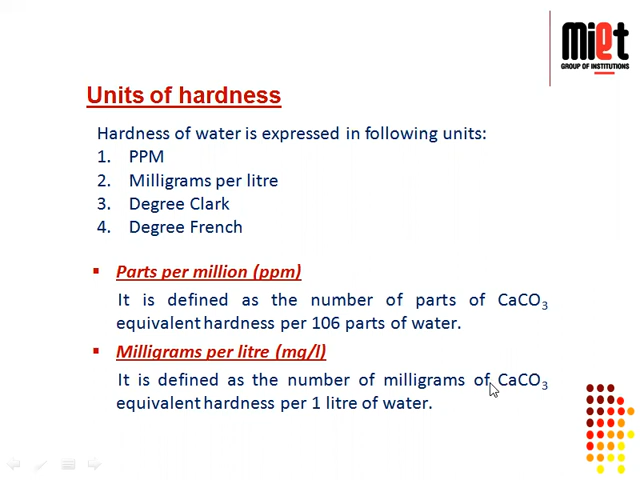 miet
GROUP OF INSTITUTIONS
Units of hardness
Hardness of water is expressed in following units:
1. PPM
2. Milligrams per litre
3. Degree Clark
4. Degree French
▪ Parts per million (ppm)
It is defined as the number of parts of CaCO₃
equivalent hardness per 106 parts of water.
▪ Milligrams per litre (mg/l)
It is defined as the number of milligrams of CaCO₃
equivalent hardness per 1 litre of water.